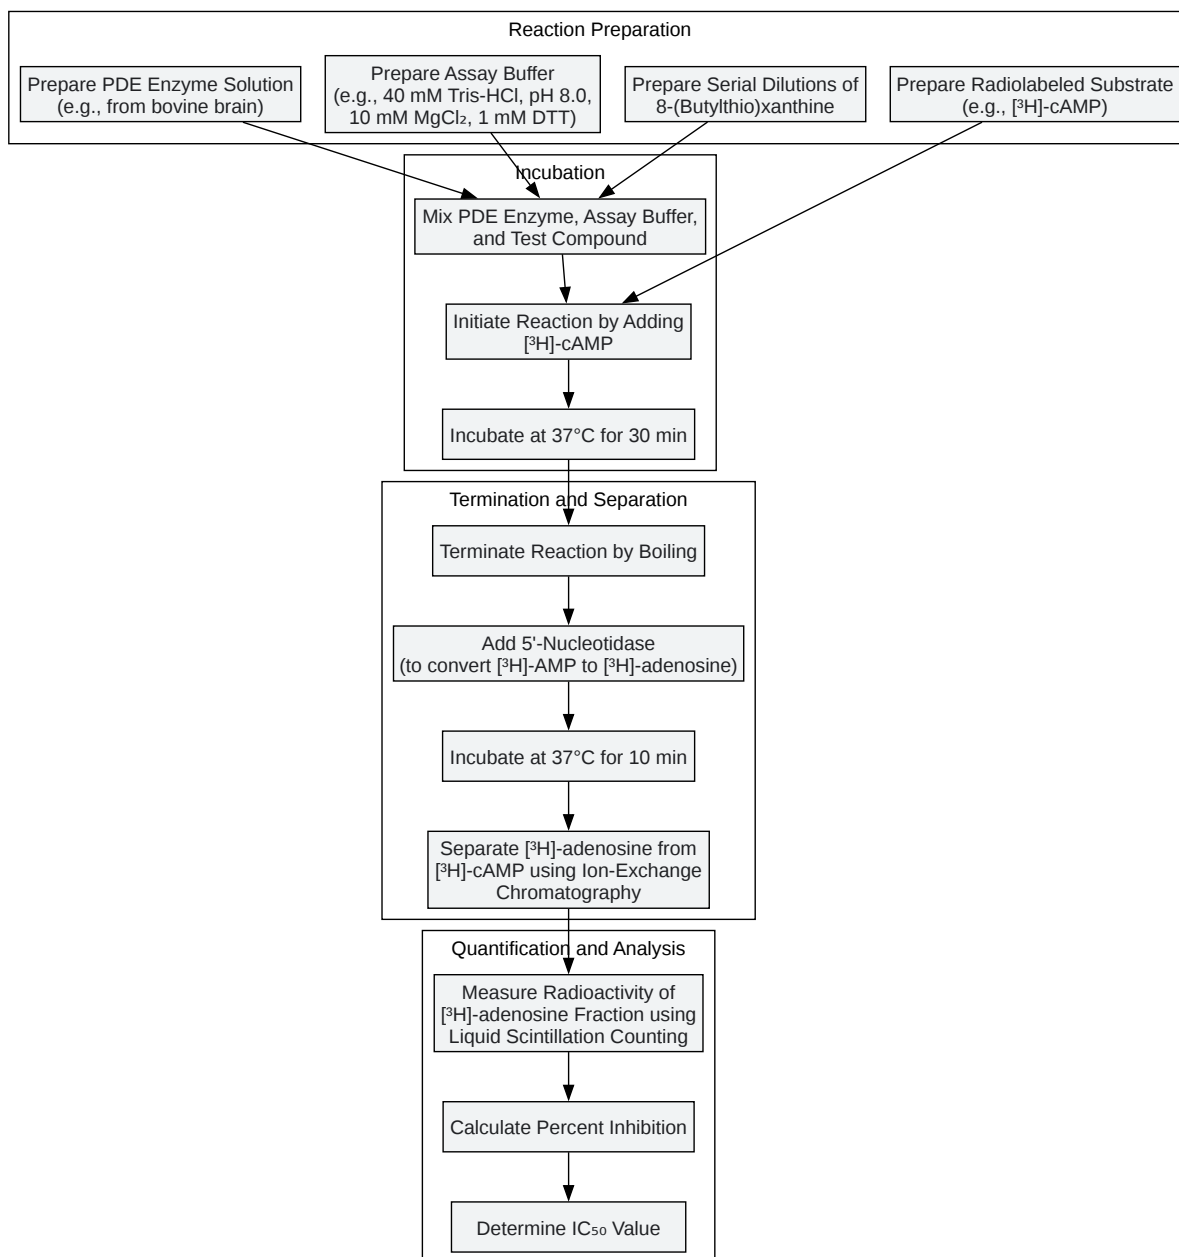 Reaction Preparation
Prepare PDE Enzyme Solution
(e.g., from bovine brain)
Prepare Assay Buffer
(e.g., 40 mM Tris-HCl, pH 8.0,
10 mM MgCl₂, 1 mM DTT)
Prepare Serial Dilutions of
8-(Butylthio)xanthine
Prepare Radiolabeled Substrate
(e.g., [³H]-cAMP)
Incubation
Mix PDE Enzyme, Assay Buffer,
and Test Compound
Initiate Reaction by Adding
[³H]-cAMP
Incubate at 37°C for 30 min
Termination and Separation
Terminate Reaction by Boiling
Add 5'-Nucleotidase
(to convert [³H]-AMP to [³H]-adenosine)
Incubate at 37°C for 10 min
Separate [³H]-adenosine from
[³H]-cAMP using Ion-Exchange
Chromatography
Quantification and Analysis
Measure Radioactivity of
[³H]-adenosine Fraction using
Liquid Scintillation Counting
Calculate Percent Inhibition
Determine IC₅₀ Value